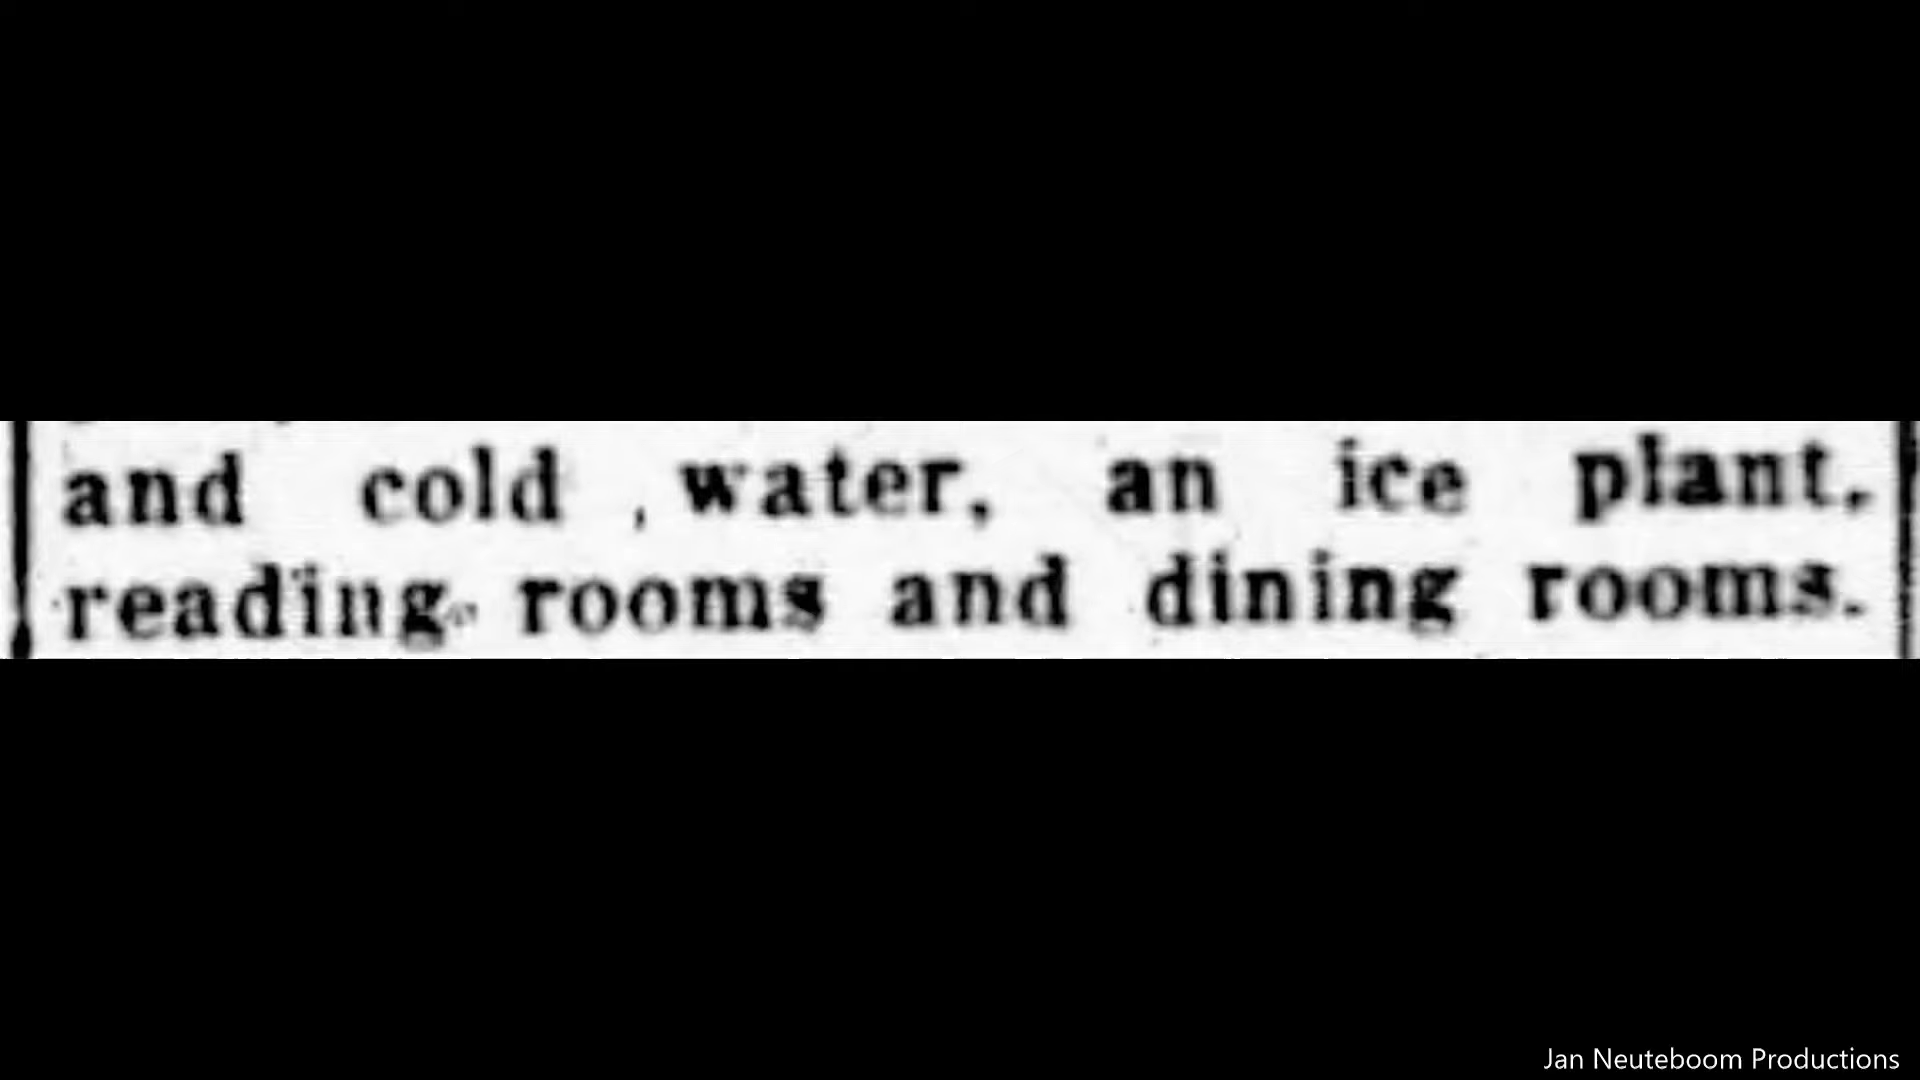 and cold , water, an ice plant,
reading rooms and dining rooms.
Jan Neuteboom Productions